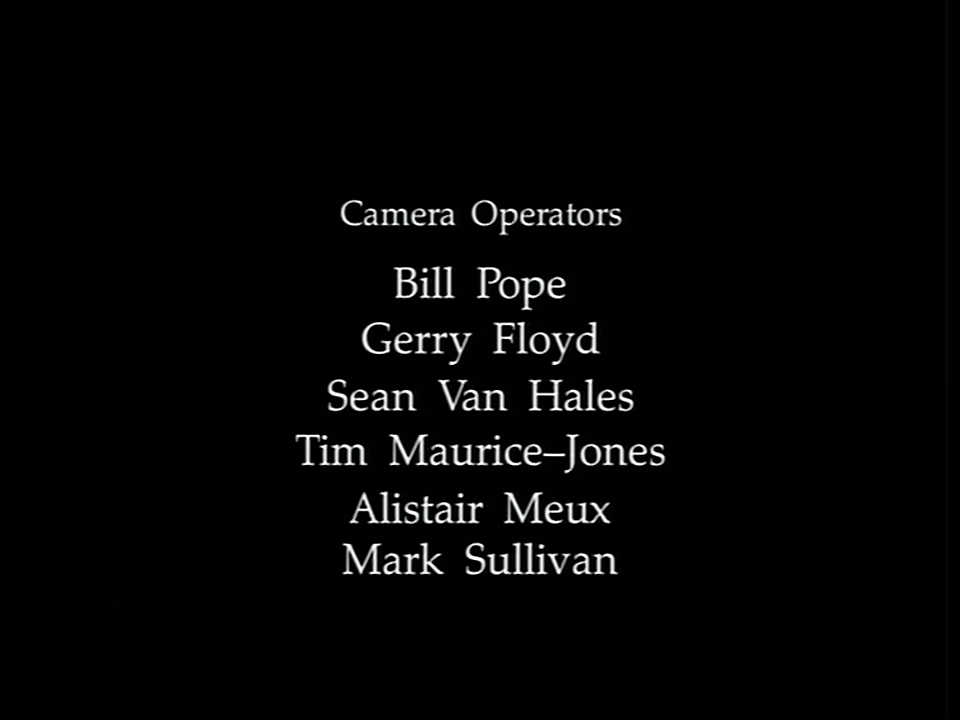 Camera Operators
Bill Pope
Gerry Floyd
Sean Van Hales
Tim Maurice–Jones
Alistair Meux
Mark Sullivan